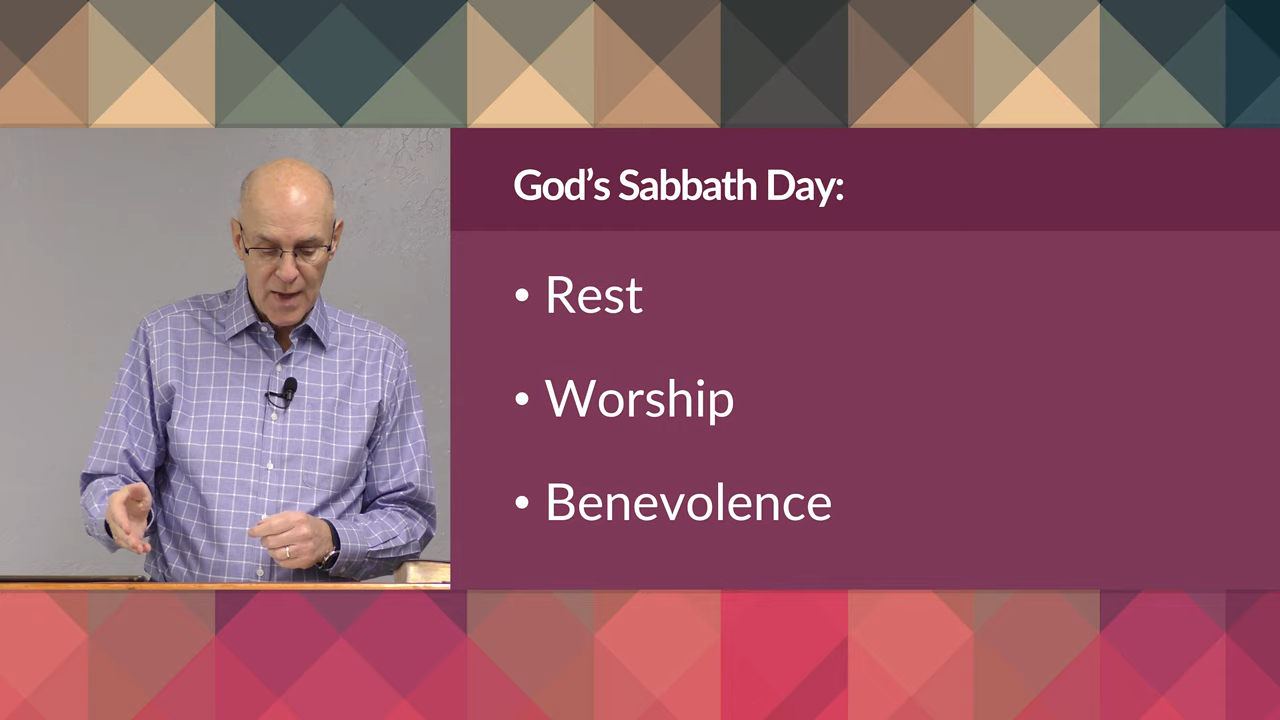 God’s Sabbath Day:
• Rest
• Worship
• Benevolence